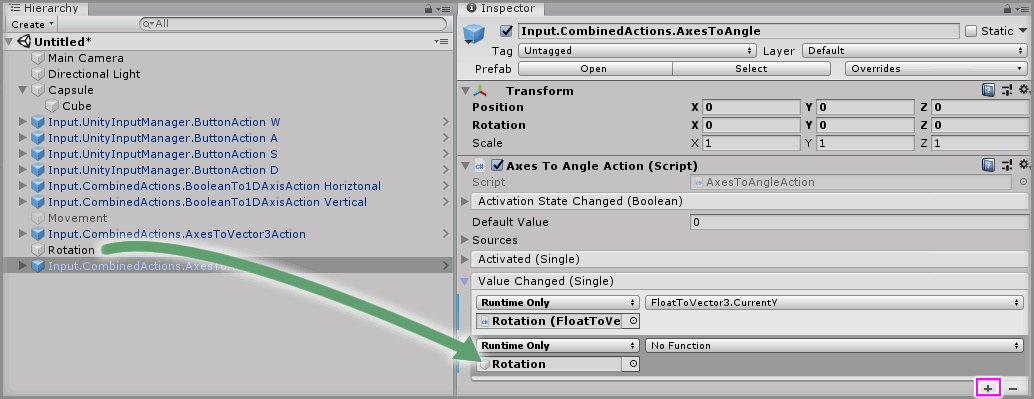 Hierarchy
Create
All
Untitled*
Main Camera
Directional Light
Capsule
Cube
Input.UnityInputManager.ButtonAction W
Input.UnityInputManager.ButtonAction A
Input.UnityInputManager.ButtonAction S
Input.UnityInputManager.ButtonAction D
Input.CombinedActions.BooleanTo1DAxisAction Horiztonal
Input.CombinedActions.BooleanTo1DAxisAction Vertical
Movement
Input.CombinedActions.AxesToVector3Action
Rotation
Input.CombinedActions.AxesTo
Inspector
Input.CombinedActions.AxesToAngle
Static
Tag Untagged Layer Default
Prefab Open Select Overrides
Transform
Position X 0 Y 0 Z 0
Rotation X 0 Y 0 Z 0
Scale X 1 Y 1 Z 1
Axes To Angle Action (Script)
Script AxesToAngleAction
Activation State Changed (Boolean)
Default Value 0
Sources
Activated (Single)
Value Changed (Single)
Runtime Only FloatToVector3.CurrentY
Rotation (FloatToVe
Runtime Only No Function
Rotation